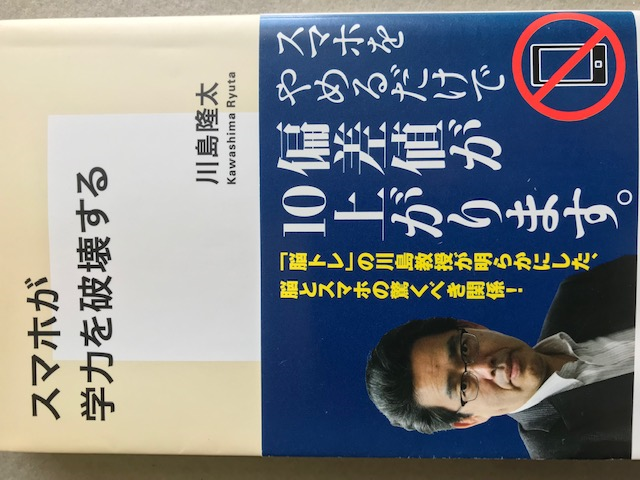 スマホが
学力を破壊する
川島隆太
Kawashima Ryuta
スマホを
やめるだけで
偏差値が
10上がります。
「脳トレ」の川島教授が明らかにした、
脳とスマホの驚くべき関係!